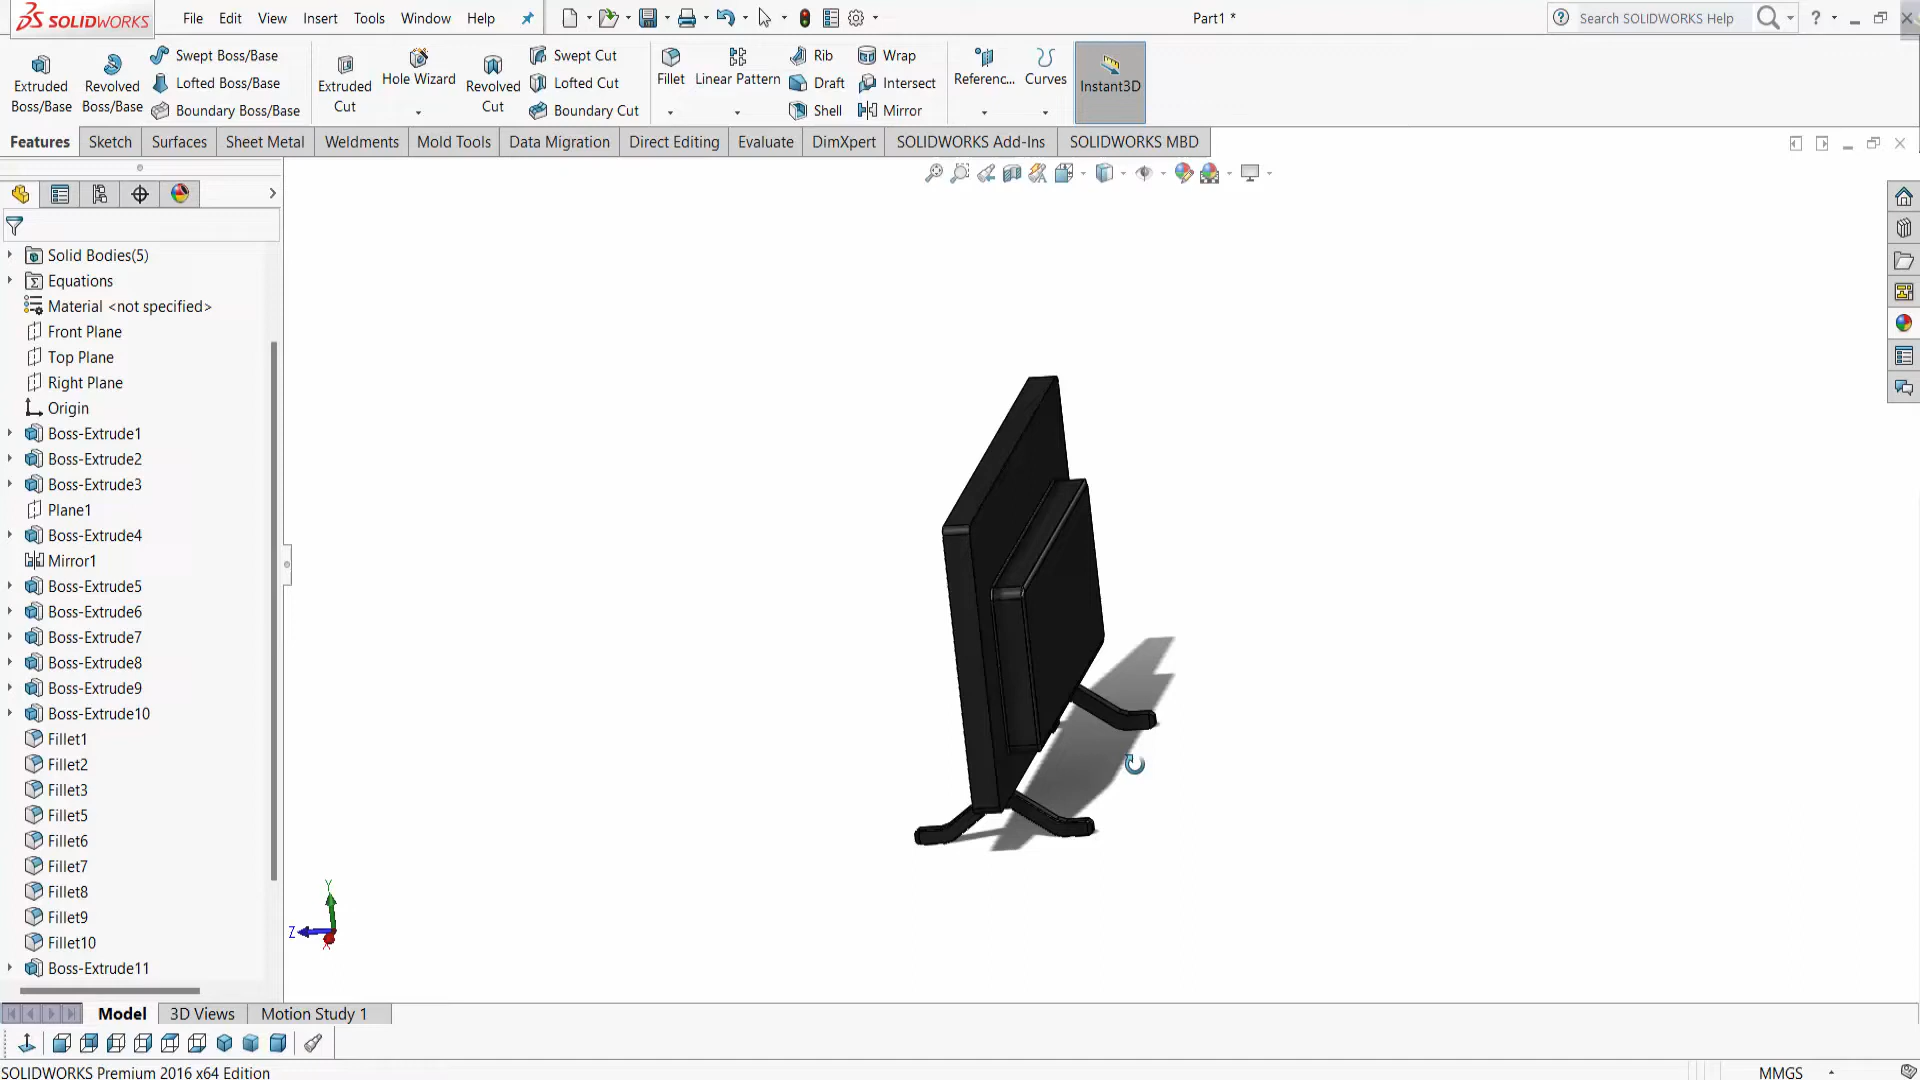 SOLIDWORKS
File Edit View Insert Tools Window Help
Part1 *
Search SOLIDWORKS Help
Extruded Boss/Base
Revolved Boss/Base
Swept Boss/Base
Lofted Boss/Base
Boundary Boss/Base
Extruded Cut
Hole Wizard
Revolved Cut
Swept Cut
Lofted Cut
Boundary Cut
Fillet
Linear Pattern
Rib
Draft
Shell
Wrap
Intersect
Mirror
Referenc...
Curves
Instant3D
Features Sketch Surfaces Sheet Metal Weldments Mold Tools Data Migration Direct Editing Evaluate DimXpert SOLIDWORKS Add-Ins SOLIDWORKS MBD
Solid Bodies(5)
Equations
Material <not specified>
Front Plane
Top Plane
Right Plane
Origin
Boss-Extrude1
Boss-Extrude2
Boss-Extrude3
Plane1
Boss-Extrude4
Mirror1
Boss-Extrude5
Boss-Extrude6
Boss-Extrude7
Boss-Extrude8
Boss-Extrude9
Boss-Extrude10
Fillet1
Fillet2
Fillet3
Fillet5
Fillet6
Fillet7
Fillet8
Fillet9
Fillet10
Boss-Extrude11
Y
Z
X
Model 3D Views Motion Study 1
SOLIDWORKS Premium 2016 x64 Edition
MMGS